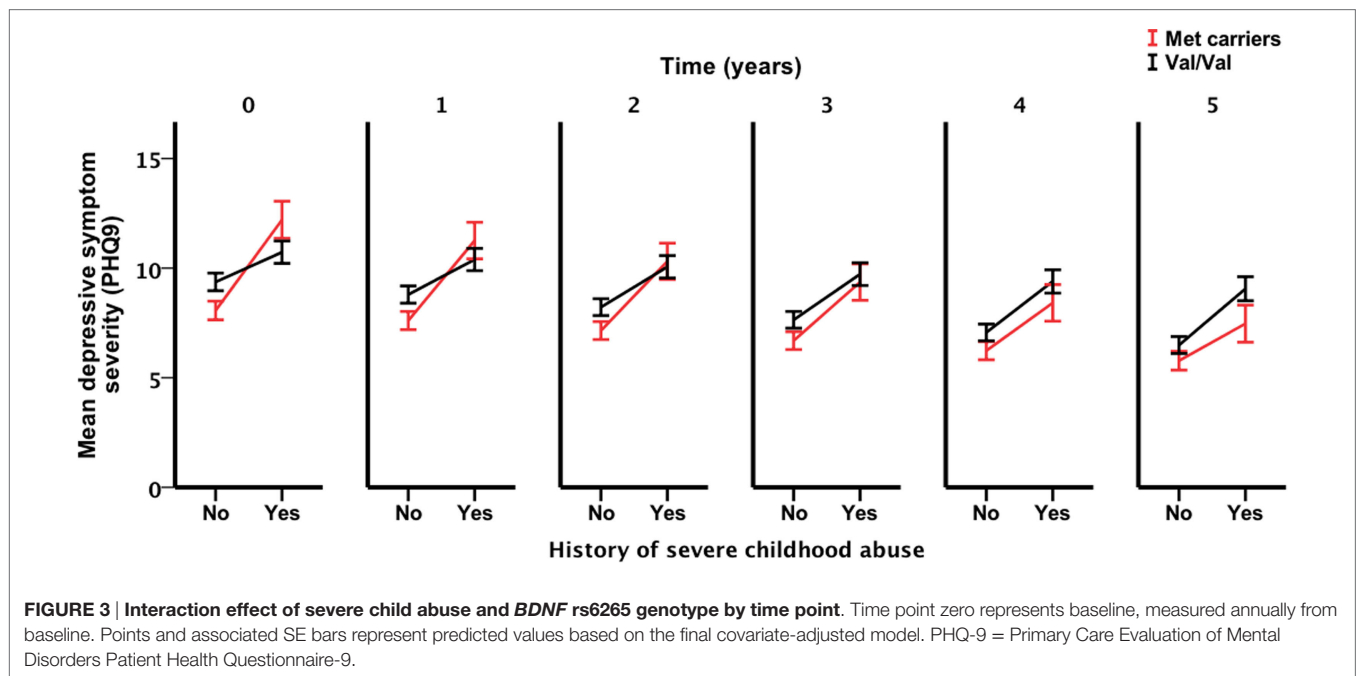 Met carriers
Val/Val
Time (years)
0 1 2 3 4 5
Mean depressive symptom
severity (PHQ9)
15
10
5
0
No Yes No Yes No Yes No Yes No Yes No Yes
History of severe childhood abuse
FIGURE 3 | Interaction effect of severe child abuse and BDNF rs6265 genotype by time point. Time point zero represents baseline, measured annually from
baseline. Points and associated SE bars represent predicted values based on the final covariate-adjusted model. PHQ-9 = Primary Care Evaluation of Mental
Disorders Patient Health Questionnaire-9.